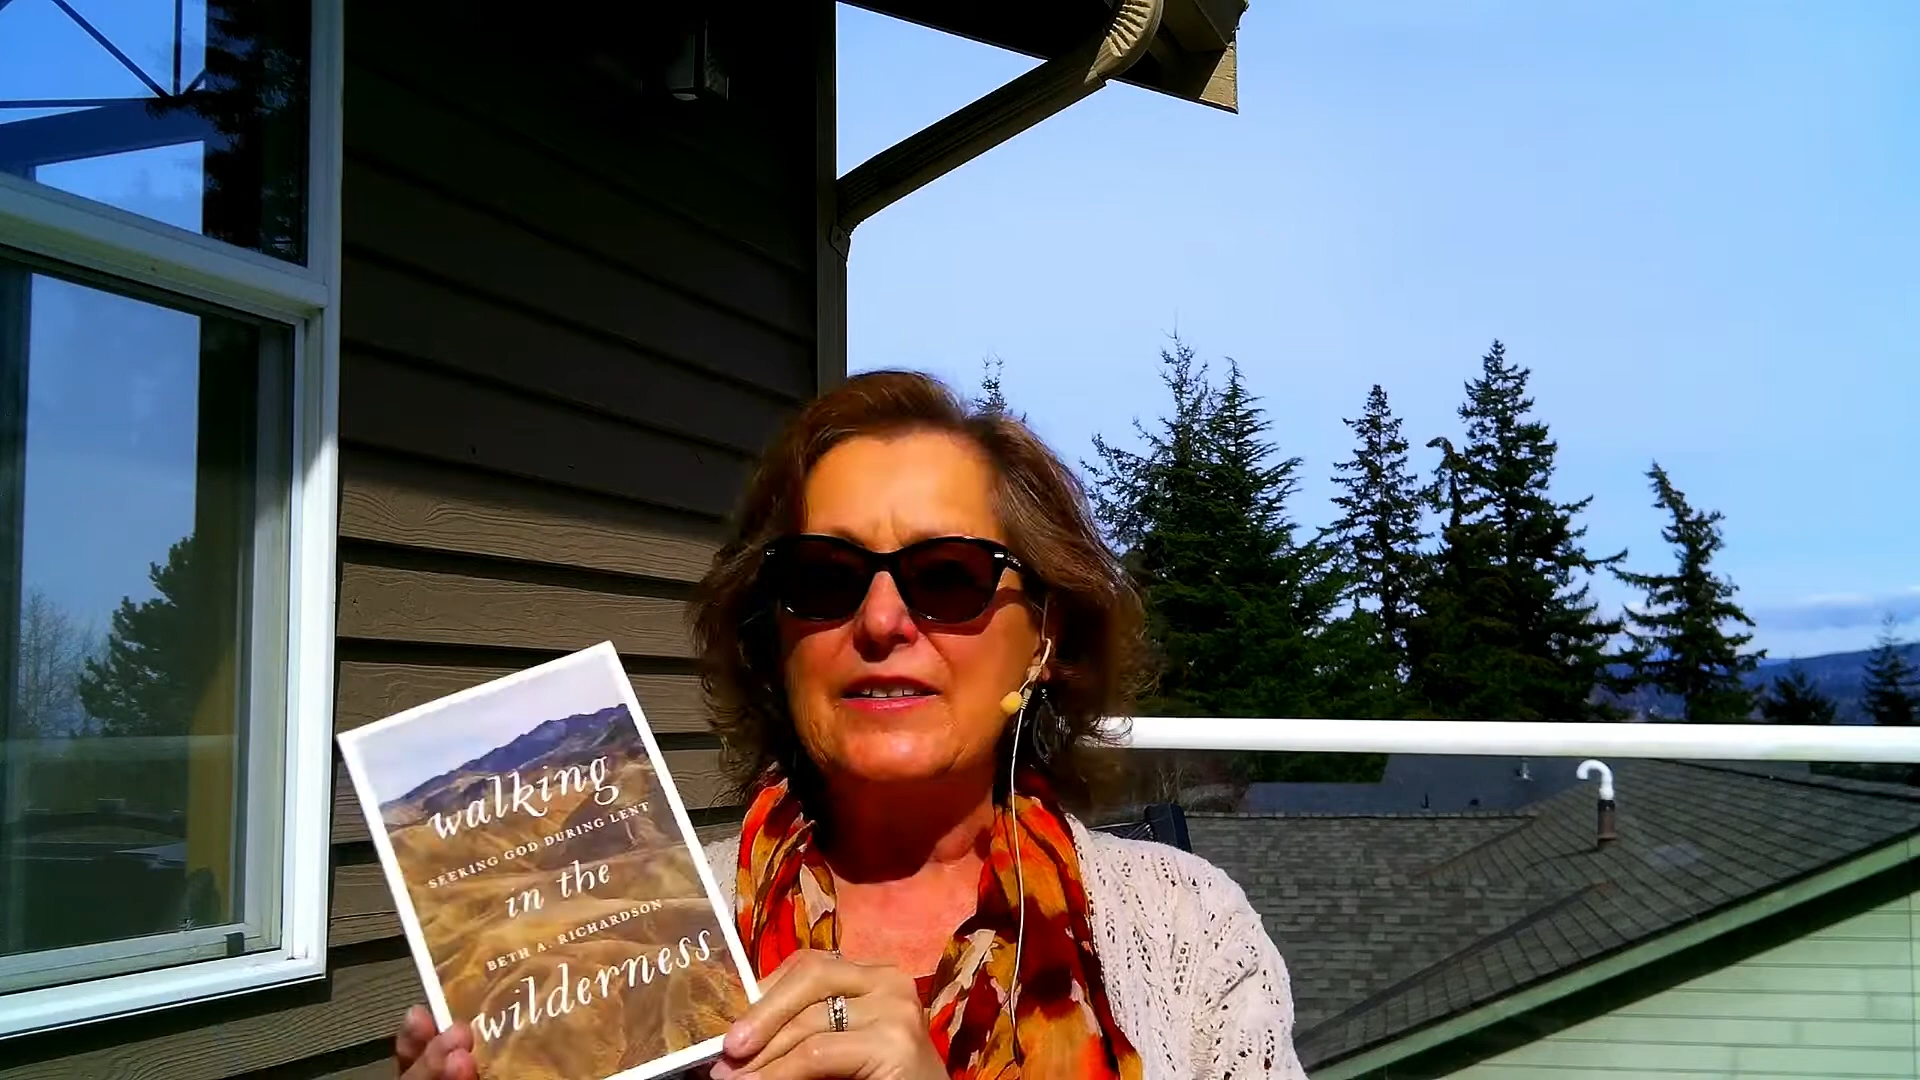 walking
SEEKING GOD DURING LENT
in the
BETH A. RICHARDSON
wilderness